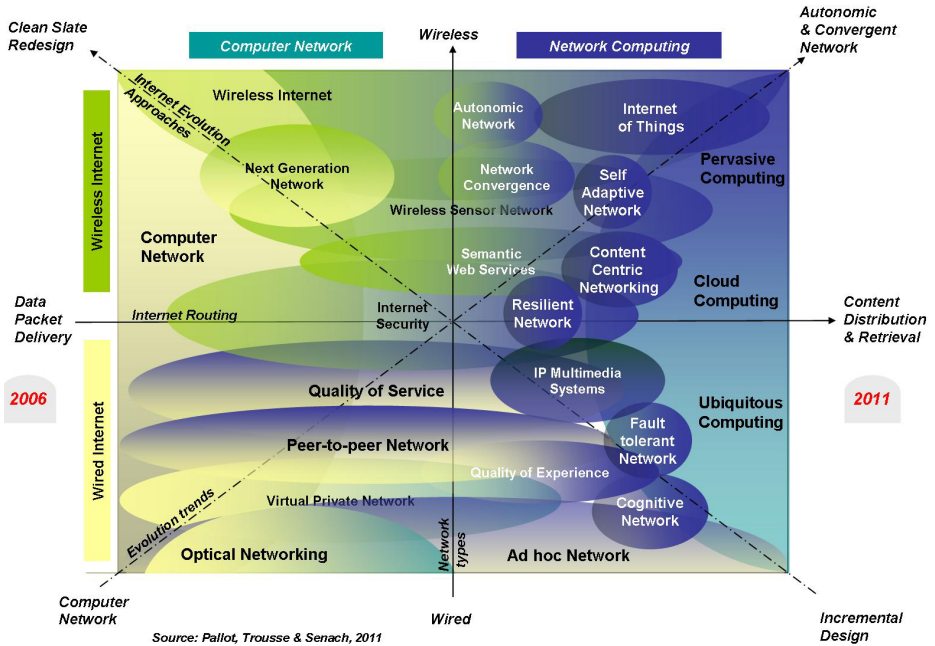 Clean Slate
Redesign
Computer Network
Wireless
Network Computing
Autonomic
& Convergent
Network
Internet Evolution
Approaches
Wireless Internet
Autonomic
Network
Internet
of Things
Wireless Internet
Next Generation
Network
Network
Convergence
Self
Adaptive
Network
Pervasive
Computing
Wireless Sensor Network
Computer
Network
Semantic
Web Services
Content
Centric
Networking
Cloud
Computing
Data
Packet
Delivery
Internet Routing
Internet
Security
Resilient
Network
Content
Distribution
& Retrieval
2006
Quality of Service
IP Multimedia
Systems
Ubiquitous
Computing
2011
Wired Internet
Peer-to-peer Network
Fault
tolerant
Network
Quality of Experience
Virtual Private Network
Cognitive
Network
Evolution trends
Optical Networking
Network
types
Ad hoc Network
Computer
Network
Wired
Incremental
Design
Source: Pallot, Trousse & Senach, 2011